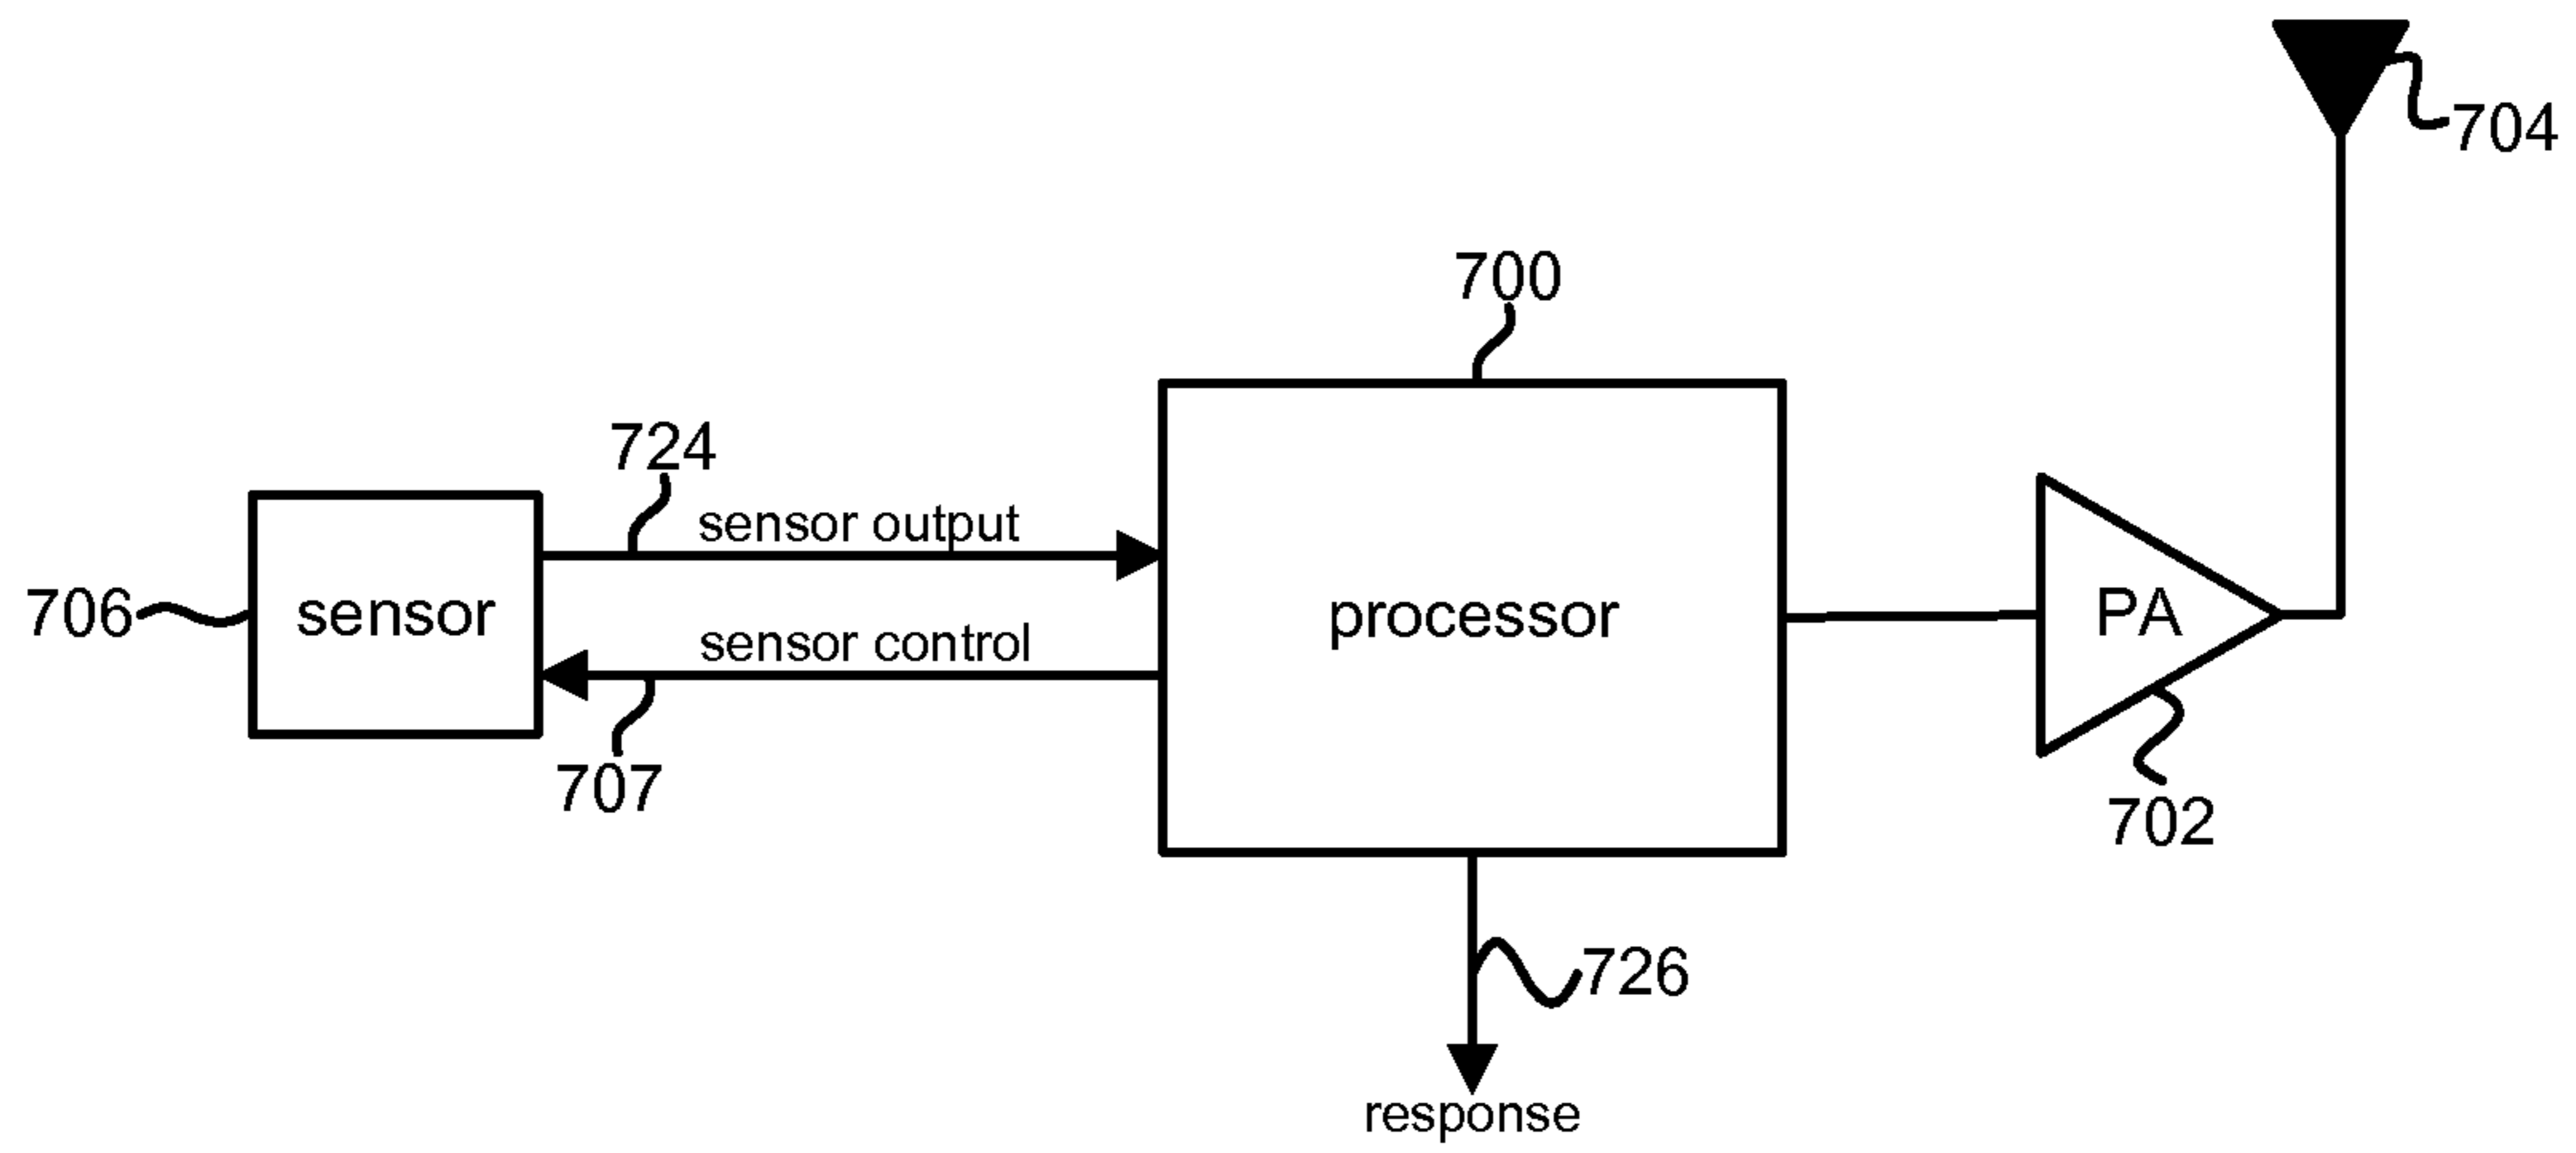 704
700
724
sensor output
706
sensor
processor
PA
sensor control
707
702
726
response